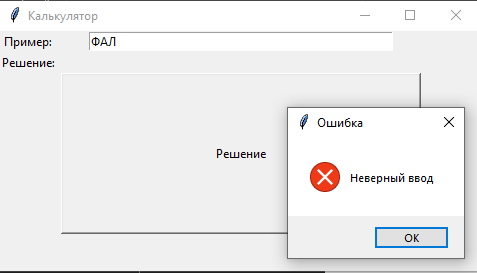 Калькулятор
Пример:
ФАЛ
Решение:
Решение
Ошибка
Неверный ввод
OK